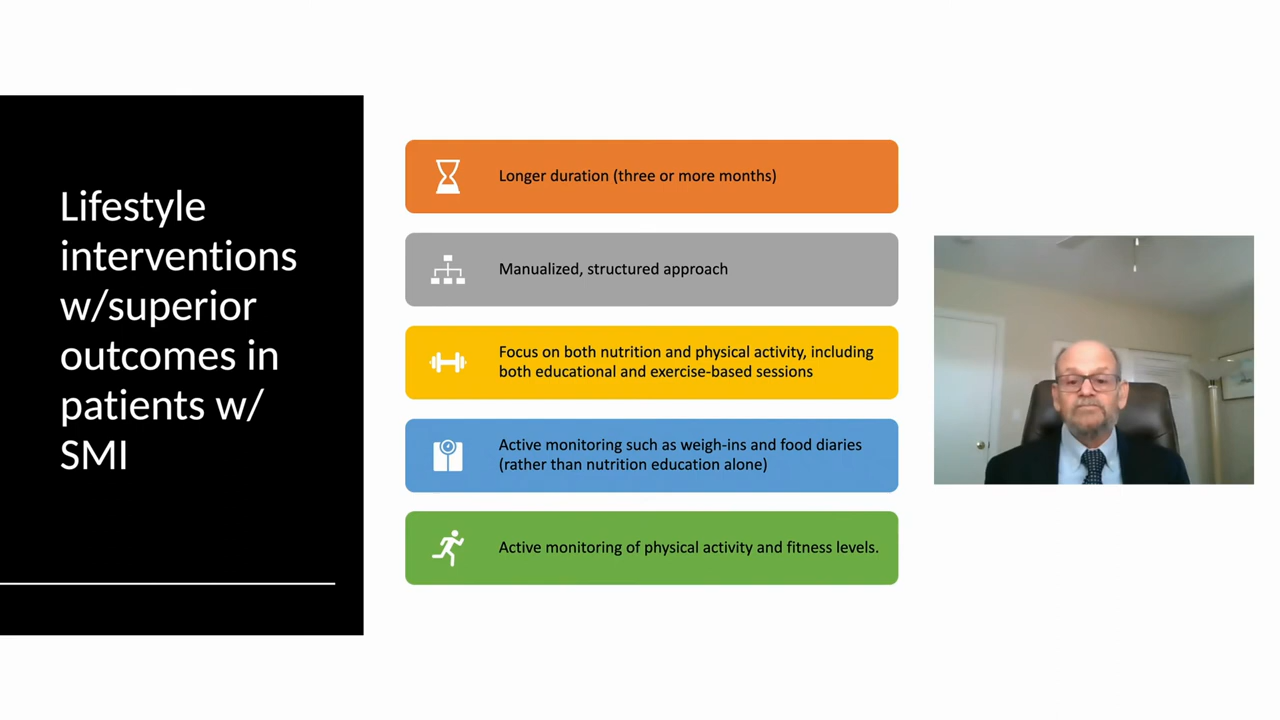 Lifestyle
interventions
w/superior
outcomes in
patients w/
SMI
Longer duration (three or more months)
Manualized, structured approach
Focus on both nutrition and physical activity, including
both educational and exercise-based sessions
Active monitoring such as weigh-ins and food diaries
(rather than nutrition education alone)
Active monitoring of physical activity and fitness levels.